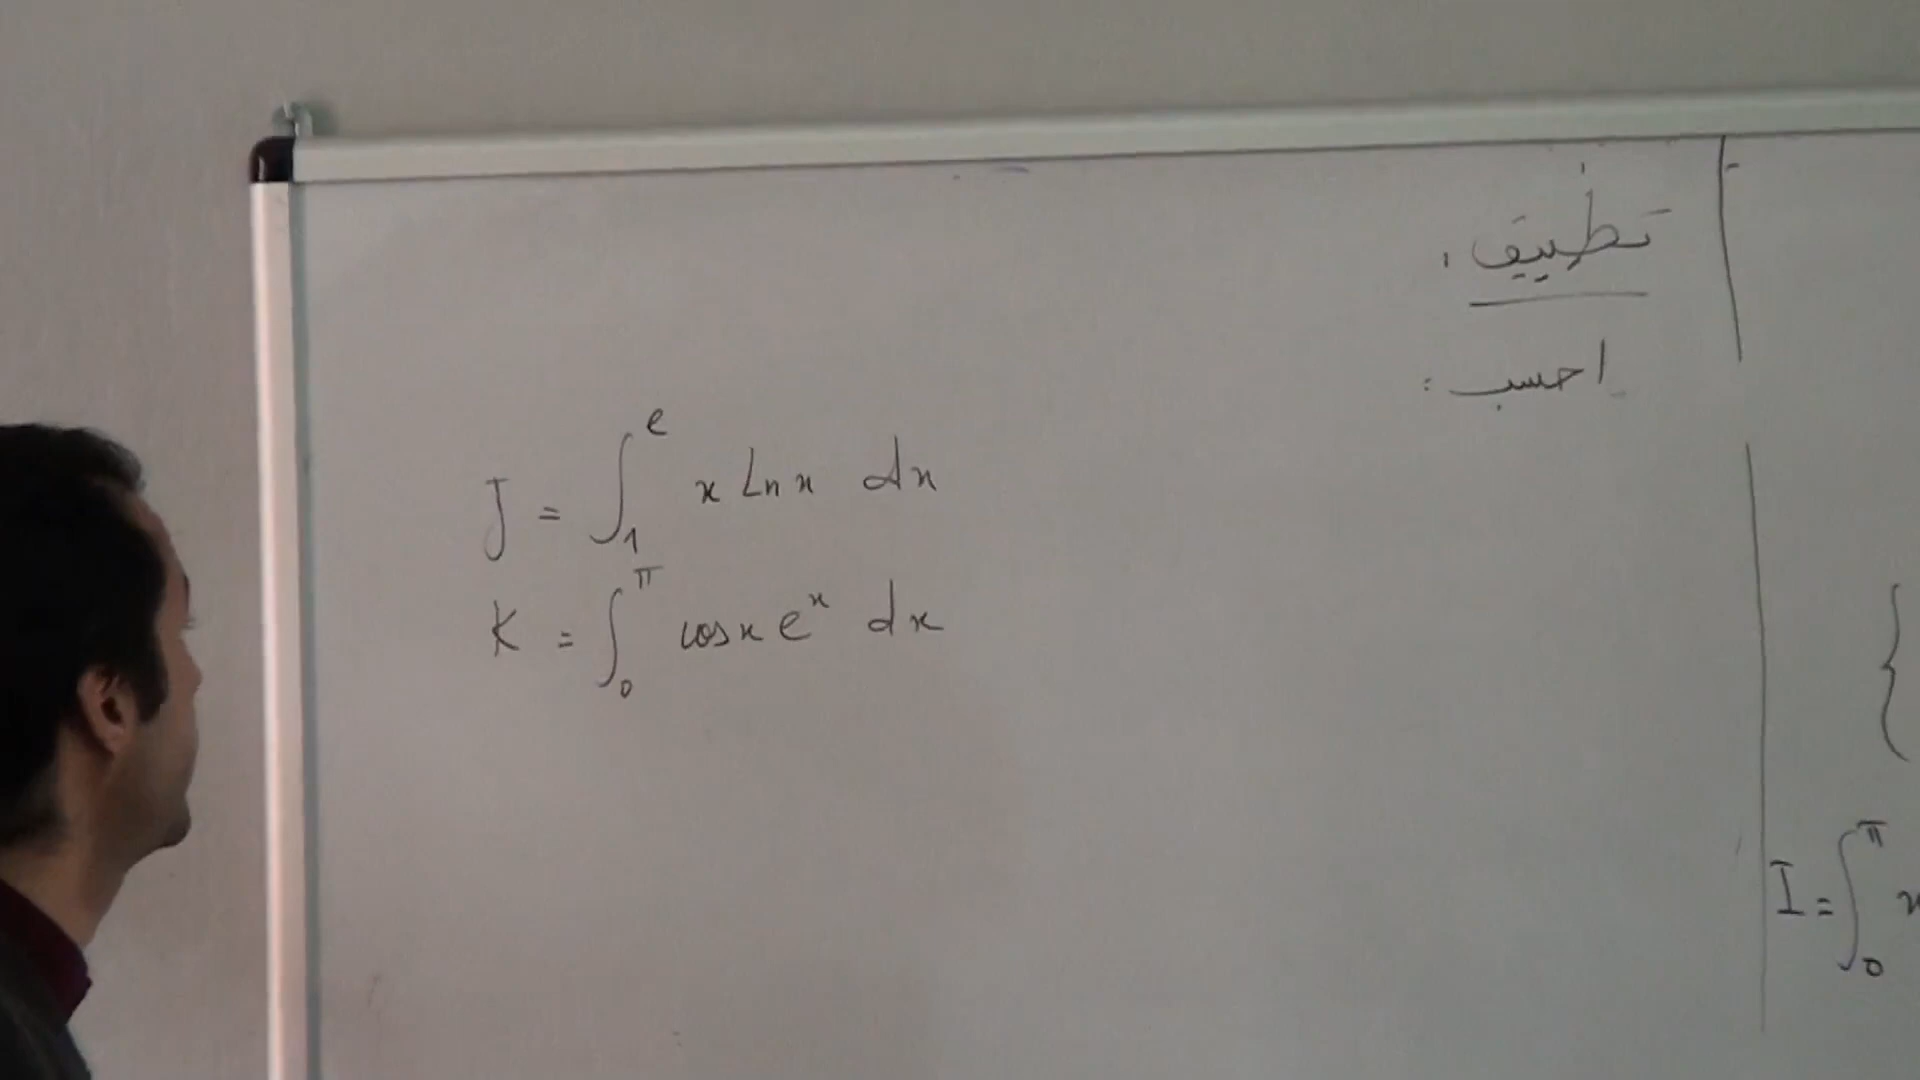 تطبيق :
احسب :
J = ∫₁ᵉ x Ln x dx
K = ∫₀^π cos x eˣ dx
{
I = ∫₀^π x